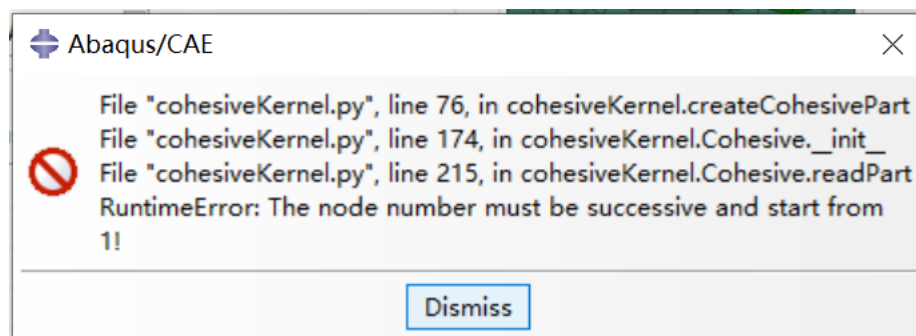 Abaqus/CAE
File "cohesiveKernel.py", line 76, in cohesiveKernel.createCohesivePart
File "cohesiveKernel.py", line 174, in cohesiveKernel.Cohesive.__init__
File "cohesiveKernel.py", line 215, in cohesiveKernel.Cohesive.readPart
RuntimeError: The node number must be successive and start from
1!
Dismiss